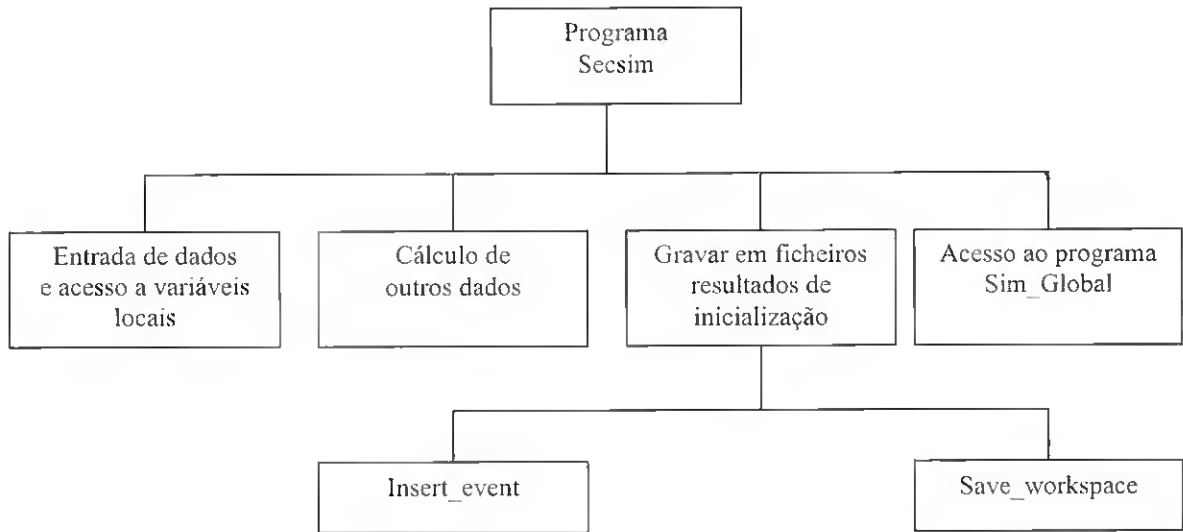 Programa
Secsim
Entrada de dados
e acesso a variáveis
locais
Cálculo de
outros dados
Gravar em ficheiros
resultados de
inicialização
Acesso ao programa
Sim_Global
Insert_event
Save_workspace